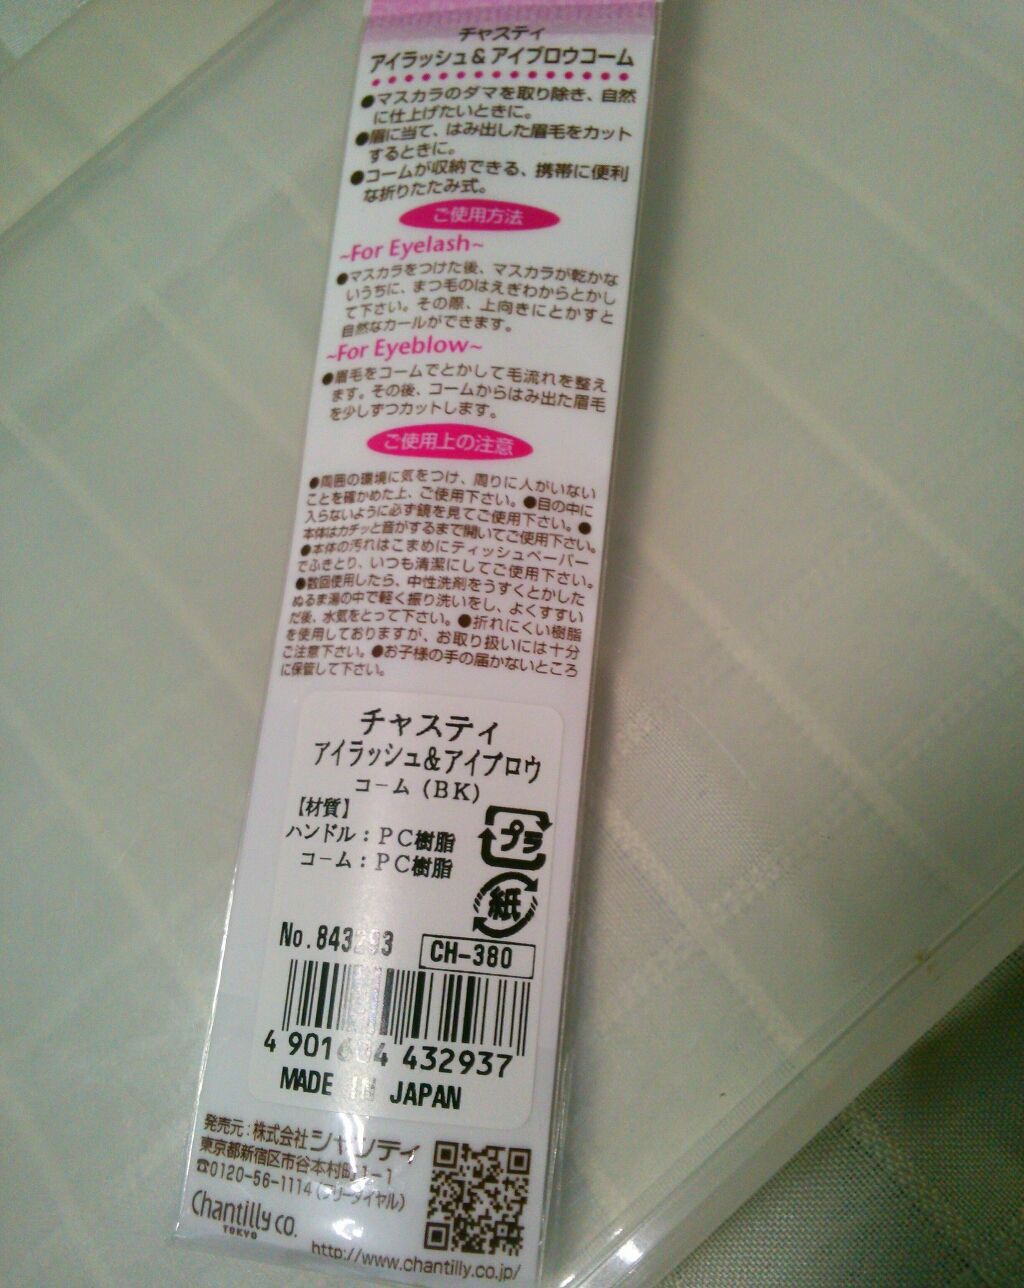 チャスティ
アイラッシュ&アイブロウコーム
●マスカラのダマを取り除き、自然
に仕上げたいときに。
●眉に当て、はみ出した眉毛をカット
するときに。
●コームが収納できる、携帯に便利
な折りたたみ式。
ご使用方法
~For Eyelash~
●マスカラをつけた後、マスカラが乾かな
いうちに、まつ毛のはえぎわからとかし
て下さい。その際、上向きにとかすと
自然なカールができます。
~For Eyeblow~
●眉毛をコームでとかして毛流れを整え
ます。その後、コームからはみ出た眉毛
を少しずつカットします。
ご使用上の注意
●周囲の環境に気をつけ、周りに人がいない
ことを確かめた上、ご使用下さい。●目の中に
入らないように必ず鏡を見てご使用下さい。●
本体はカチッと音がするまで開いてご使用下さい。
●本体の汚れはこまめにティッシュペーパー
でふきとり、いつも清潔にしてご使用下さい。
●数回使用したら、中性洗剤をうすくとかした
ぬるま湯の中で軽く振り洗いをし、よくすすい
だ後、水気をとって下さい。●折れにくい樹脂
を使用しておりますが、お取り扱いには十分
ご注意下さい。●お子様の手の届かないところ
に保管して下さい。
チャスティ
アイラッシュ&アイブロウ
コーム(BK)
【材質】
ハンドル:PC樹脂
コーム:PC樹脂
プラ
紙
No.
CH-380
4 432937
MADE IN JAPAN
発売元:株式会社シャンティ
東京都新宿区市谷本村町1-1
☎0120-56-1114(フリーダイヤル)
Chantilly co.
TOKYO
http://www.chantilly.co.jp/